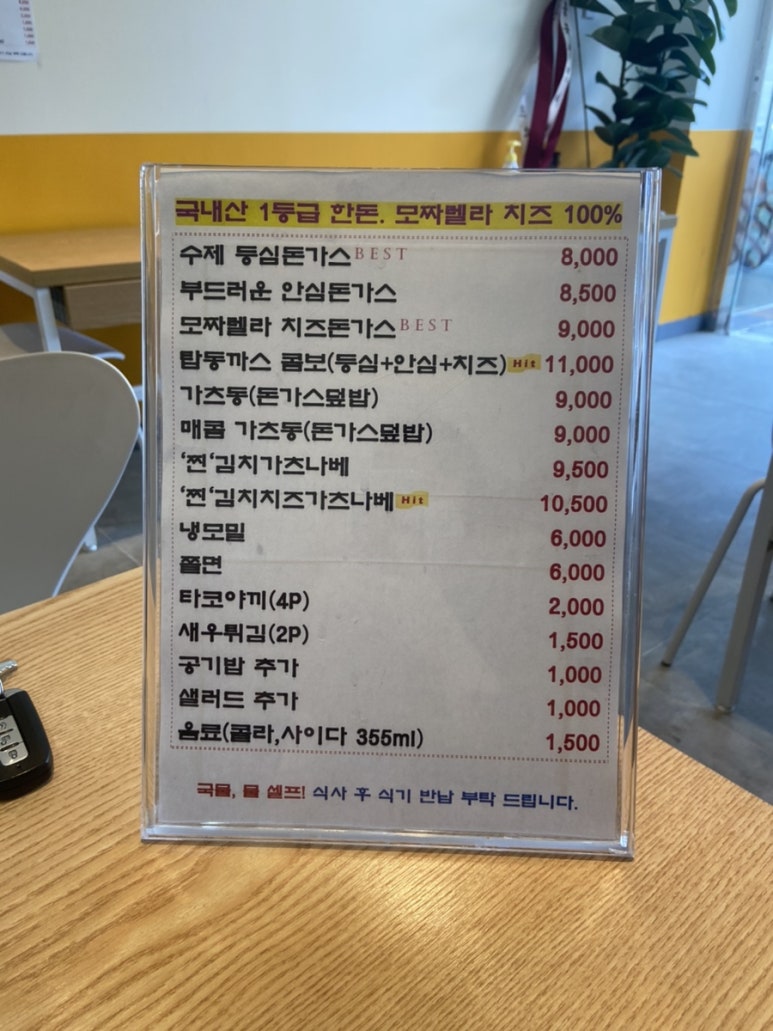 국내산 1등급 한돈. 모짜렐라 치즈 100%
수제 등심돈가스 BEST 8,000
부드러운 안심돈가스 8,500
모짜렐라 치즈돈가스 BEST 9,000
탑동까스 콤보(등심+안심+치즈) Hit 11,000
가츠동(돈가스덮밥) 9,000
매콤 가츠동(돈가스덮밥) 9,000
'찐'김치가츠나베 9,500
'찐'김치치즈가츠나베 Hit 10,500
냉모밀 6,000
쫄면 6,000
타코야끼(4P) 2,000
새우튀김(2P) 1,500
공기밥 추가 1,000
샐러드 추가 1,000
음료(콜라,사이다 355ml) 1,500
국물, 물 셀프! 식사 후 식기 반납 부탁 드립니다.